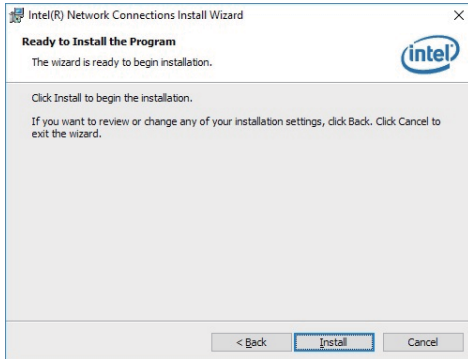 Intel(R) Network Connections Install Wizard
Ready to Install the Program
The wizard is ready to begin installation.
intel
Click Install to begin the installation.
If you want to review or change any of your installation settings, click Back. Click Cancel to
exit the wizard.
< Back
Install
Cancel